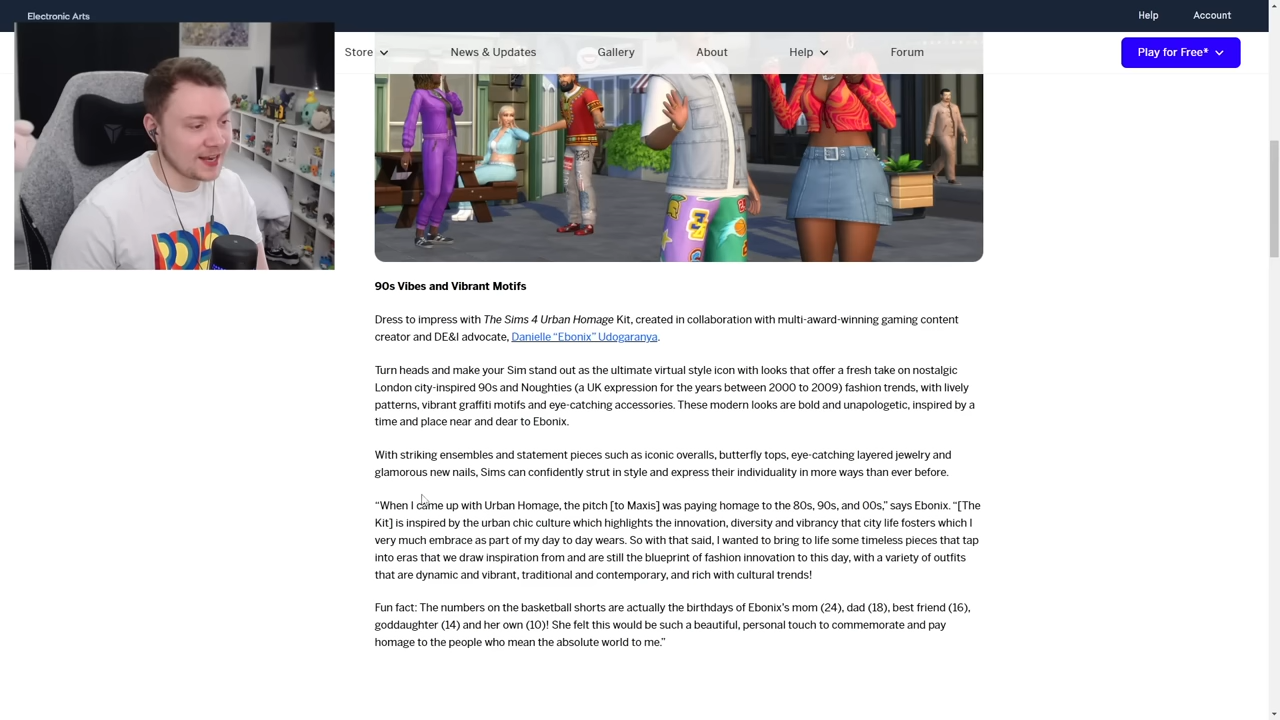 Electronic Arts
Help
Account
Store
News & Updates
Gallery
About
Help
Forum
Play for Free*
90s Vibes and Vibrant Motifs
Dress to impress with The Sims 4 Urban Homage Kit, created in collaboration with multi-award-winning gaming content
creator and DE&I advocate, Danielle “Ebonix” Udogaranya.
Turn heads and make your Sim stand out as the ultimate virtual style icon with looks that offer a fresh take on nostalgic
London city-inspired 90s and Noughties (a UK expression for the years between 2000 to 2009) fashion trends, with lively
patterns, vibrant graffiti motifs and eye-catching accessories. These modern looks are bold and unapologetic, inspired by a
time and place near and dear to Ebonix.
With striking ensembles and statement pieces such as iconic overalls, butterfly tops, eye-catching layered jewelry and
glamorous new nails, Sims can confidently strut in style and express their individuality in more ways than ever before.
“When I came up with Urban Homage, the pitch [to Maxis] was paying homage to the 80s, 90s, and 00s,” says Ebonix. “[The
Kit] is inspired by the urban chic culture which highlights the innovation, diversity and vibrancy that city life fosters which I
very much embrace as part of my day to day wears. So with that said, I wanted to bring to life some timeless pieces that tap
into eras that we draw inspiration from and are still the blueprint of fashion innovation to this day, with a variety of outfits
that are dynamic and vibrant, traditional and contemporary, and rich with cultural trends!
Fun fact: The numbers on the basketball shorts are actually the birthdays of Ebonix's mom (24), dad (18), best friend (16),
goddaughter (14) and her own (10)! She felt this would be such a beautiful, personal touch to commemorate and pay
homage to the people who mean the absolute world to me.”